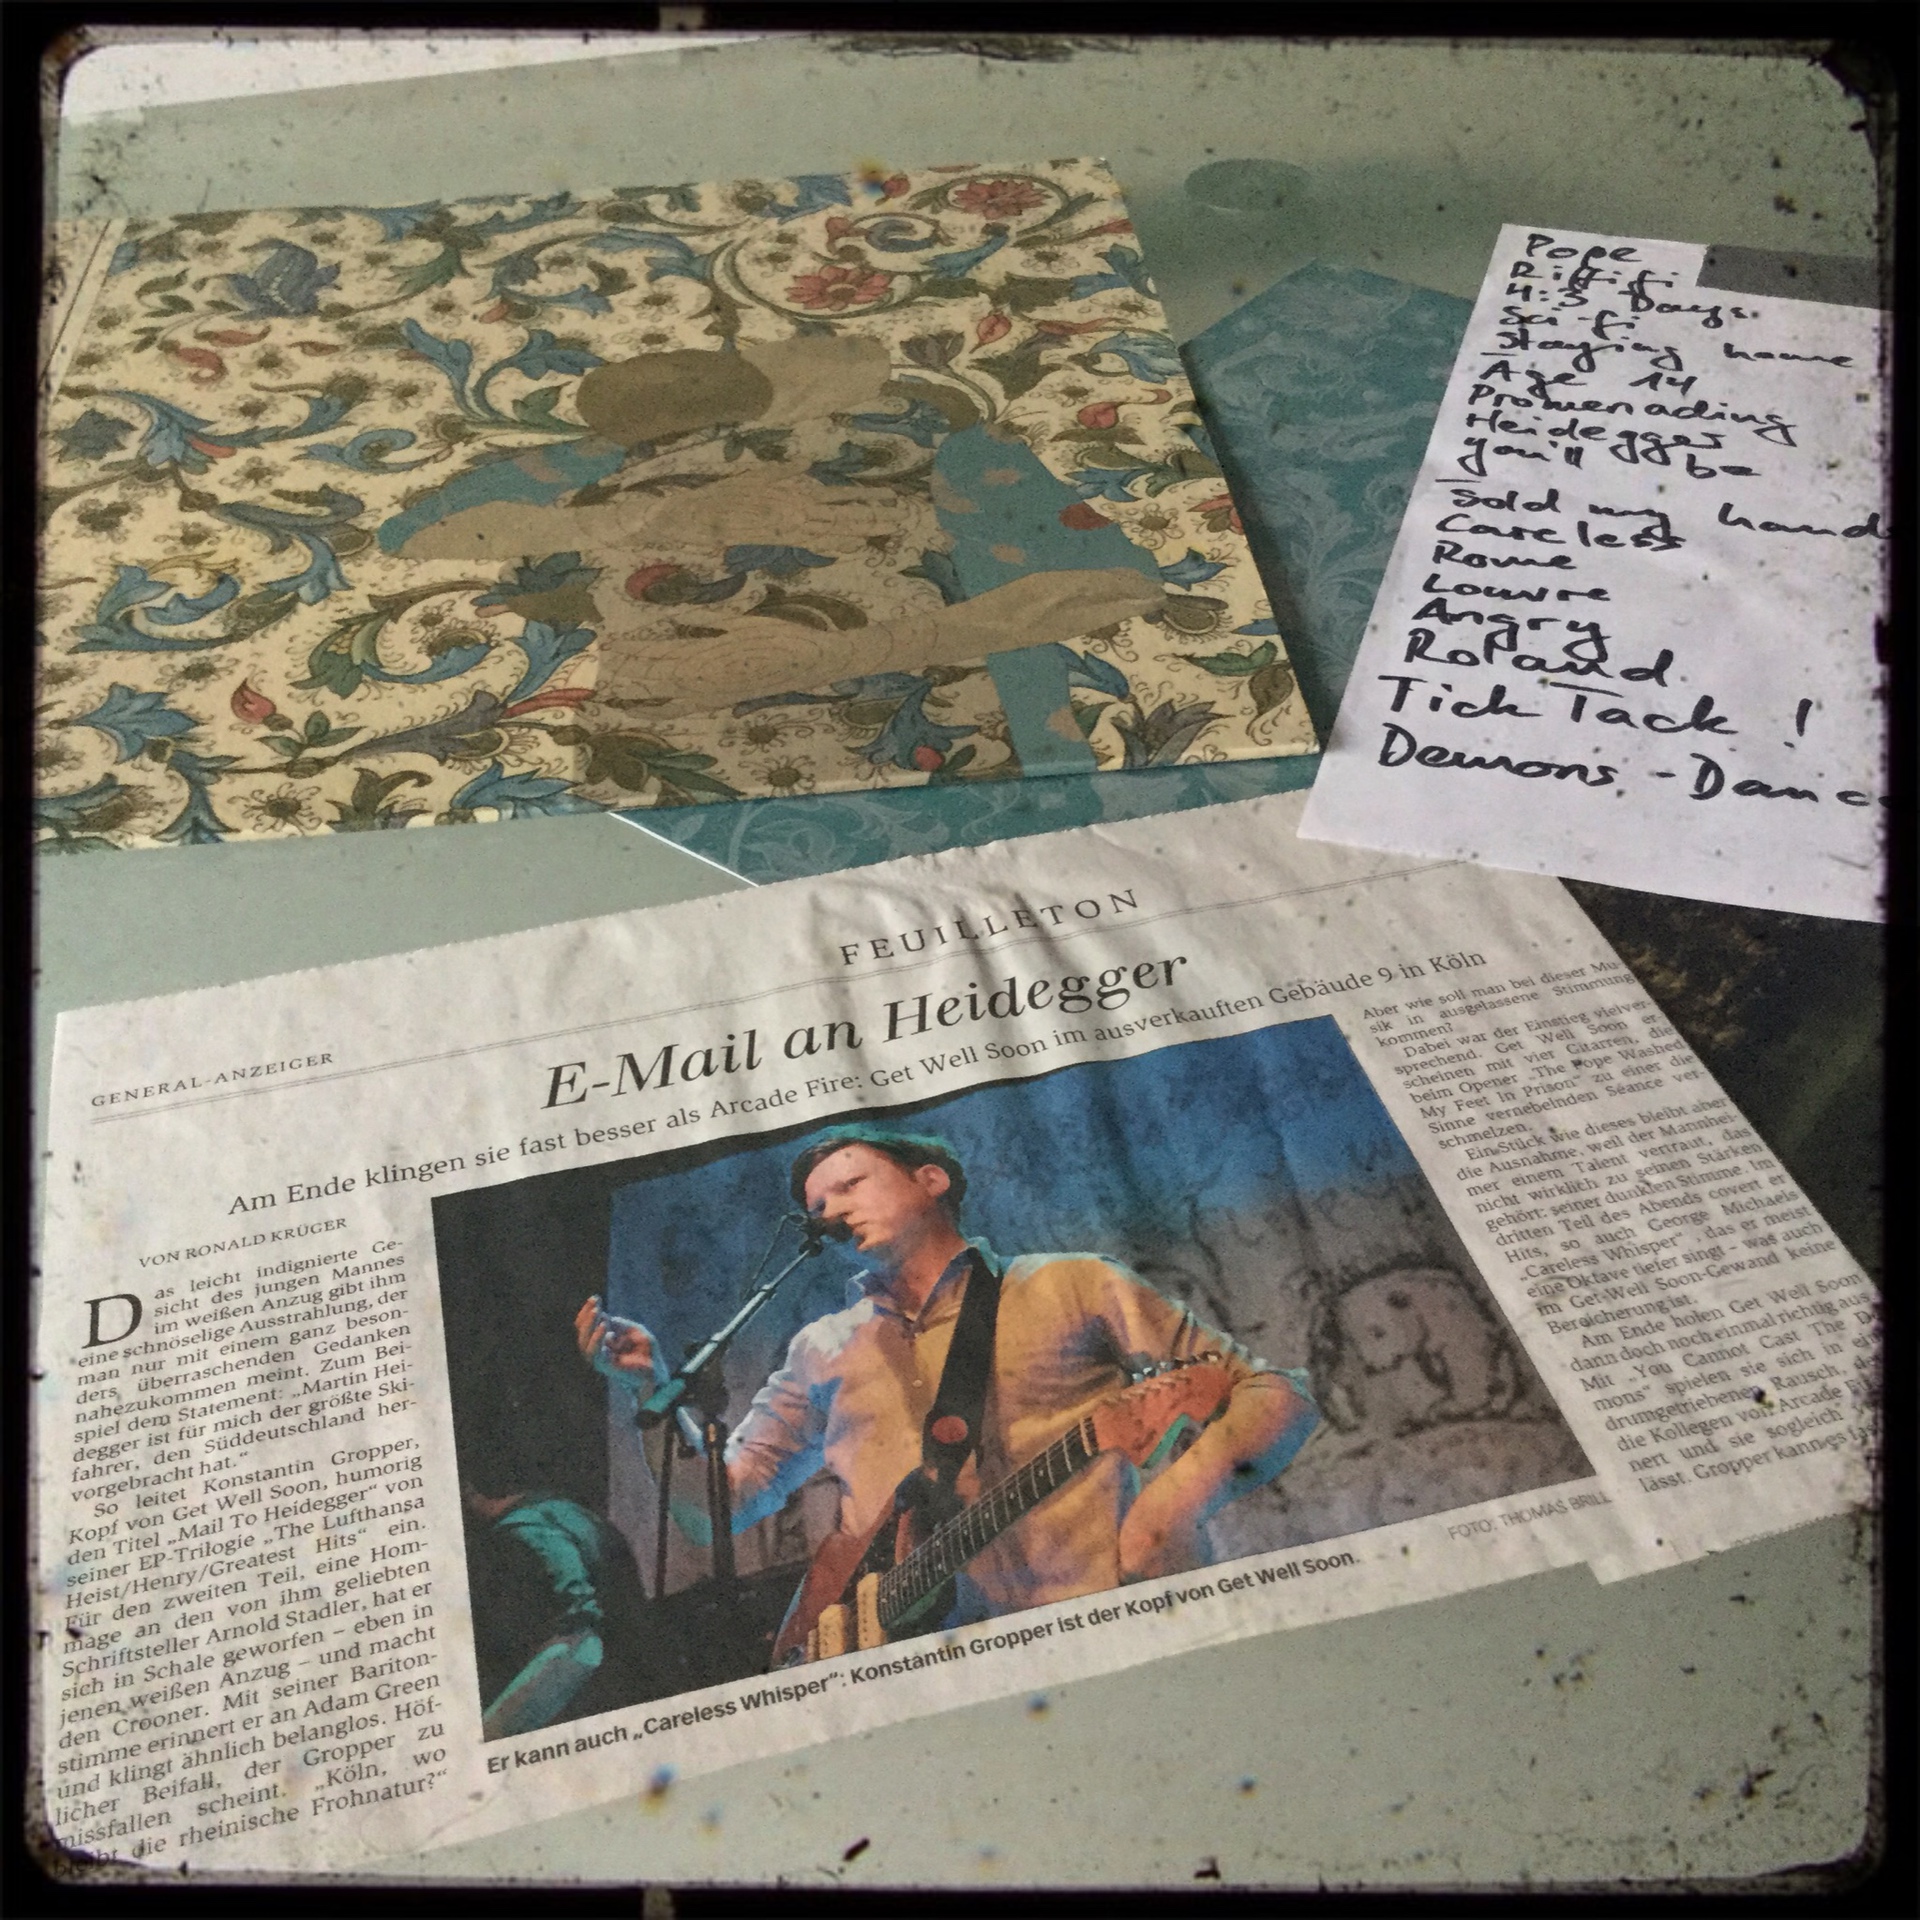 Pope
Rififi
4:3 Days.
Sci-fi
Staying home
Age 14
Promenading
Heidegger
you'll be
Sold my hand
Careless
Rome
Louvre
Angry
Roland.
Tick Tack !
Demons - Danc
FEUILLETON
GENERAL-ANZEIGER
E-Mail an Heidegger
Am Ende klingen sie fast besser als Arcade Fire: Get Well Soon im ausverkauften Gebäude 9 in Köln
VON RONALD KRÜGER
Das leicht indignierte Ge-
sicht des jungen Mannes
im weißen Anzug gibt ihm
eine schnöselige Ausstrahlung, der
man nur mit einem ganz beson-
ders überraschenden Gedanken
nahezukommen meint. Zum Bei-
spiel dem Statement: „Martin Hei-
degger ist für mich der größte Ski-
fahrer, den Süddeutschland her-
vorgebracht hat.“
So leitet Konstantin Gropper,
Kopf von Get Well Soon, humorig
den Titel „Mail To Heidegger“ von
seiner EP-Trilogie „The Lufthansa
Heist/Henry/Greatest Hits“ ein.
Für den zweiten Teil, eine Hom-
mage an den von ihm geliebten
Schriftsteller Arnold Stadler, hat er
sich in Schale geworfen – eben in
jenen weißen Anzug – und macht
den Crooner. Mit seiner Bariton-
stimme erinnert er an Adam Green
und klingt ähnlich belanglos. Höf-
licher Beifall, der Gropper zu
missfallen scheint. „Köln, wo
bleibt die rheinische Frohnatur?“
Er kann auch „Careless Whisper“: Konstantin Gropper ist der Kopf von Get Well Soon.
FOTO: THOMAS BRILL
Aber wie soll man bei dieser Mu-
sik in ausgelassene Stimmung
kommen?
Dabei war der Einstieg vielver-
sprechend. Get Well Soon er-
scheinen mit vier Gitarren, die
beim Opener „The Pope Washed
My Feet In Prison“ zu einer die
Sinne vernebelnden Séance ver-
schmelzen.
Ein Stück wie dieses bleibt aber
die Ausnahme, weil der Mannhei-
mer einem Talent vertraut, das
nicht wirklich zu seinen Stärken
gehört: seiner dunklen Stimme. Im
dritten Teil des Abends covert er
Hits, so auch George Michaels
„Careless Whisper“, das er meist
eine Oktave tiefer singt – was auch
im Get-Well Soon-Gewand keine
Bereicherung ist.
Am Ende holen Get Well Soon
dann doch noch einmal richtig aus.
Mit „You Cannot Cast The De
mons“ spielen sie sich in ein
drumgetriebenen Rausch, de
die Kollegen von Arcade Fi
nert und sie sogleich
lässt. Gropper kann es